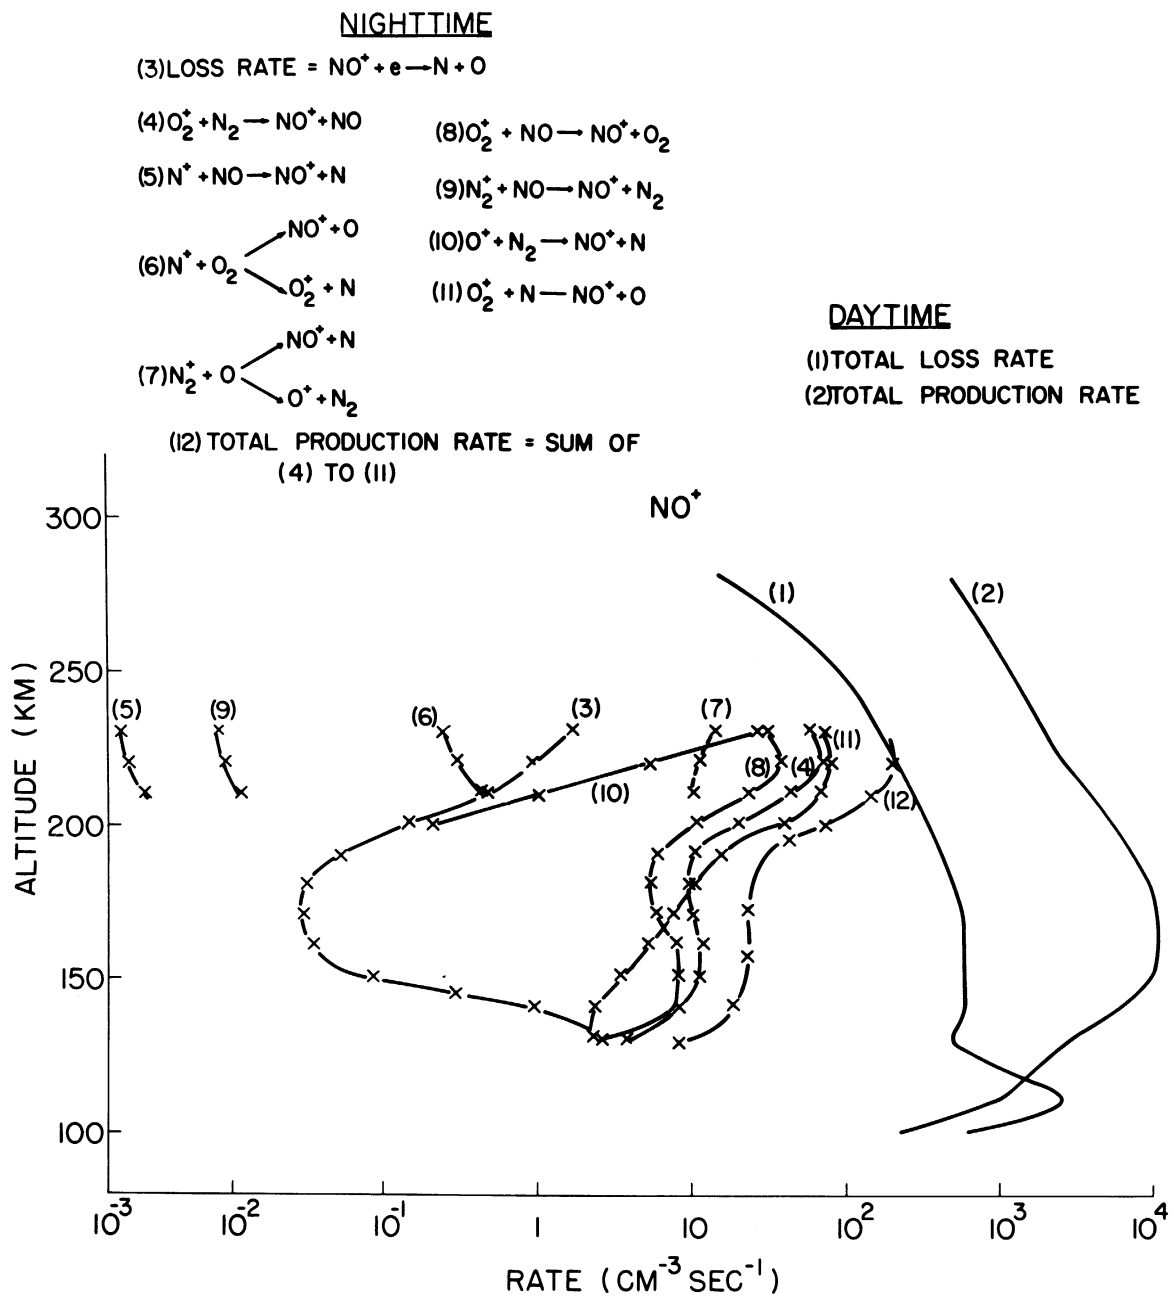 NIGHTTIME
(3) LOSS RATE = NO⁺ + e → N + O
(4) O₂⁺ + N₂ → NO⁺ + NO
(8) O₂⁺ + NO → NO⁺ + O₂
(5) N⁺ + NO → NO⁺ + N
(9) N₂⁺ + NO → NO⁺ + N₂
NO⁺ + O
(6) N⁺ + O₂
O₂⁺ + N
(10) O⁺ + N₂ → NO⁺ + N
(11) O₂⁺ + N — NO⁺ + O
NO⁺ + N
(7) N₂⁺ + O
O⁺ + N₂
DAYTIME
(1) TOTAL LOSS RATE
(2) TOTAL PRODUCTION RATE
(12) TOTAL PRODUCTION RATE = SUM OF
(4) TO (11)
NO⁺
300
250
200
150
100
ALTITUDE (KM)
(1)
(2)
(5)
(9)
(6)
(3)
(7)
(11)
(8)
(4)
(10)
(12)
10⁻³
10⁻²
10⁻¹
1
10
10²
10³
10⁴
RATE (CM⁻³ SEC⁻¹)